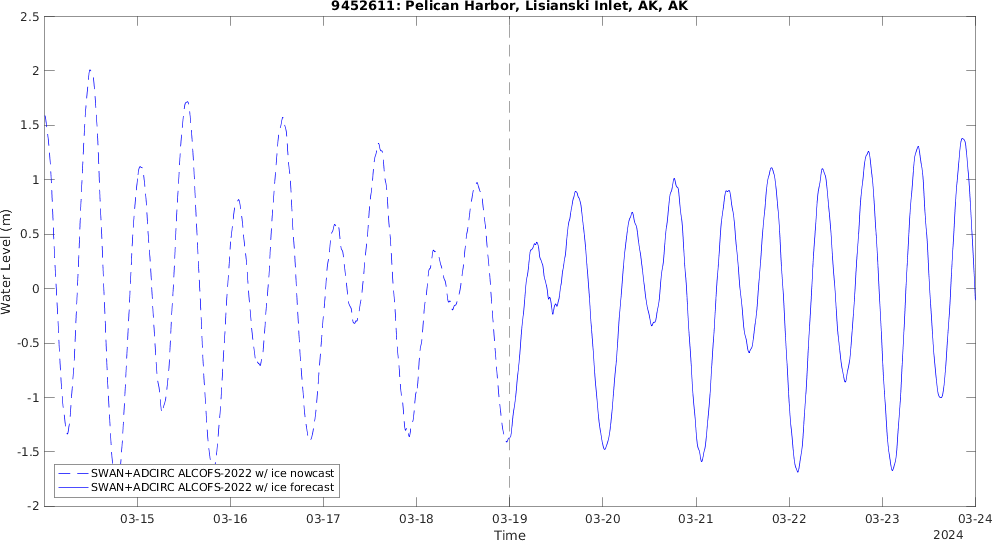 9452611: Pelican Harbor, Lisianski Inlet, AK, AK
2.5
2
1.5
1
0.5
0
-0.5
-1
-1.5
-2
Water Level (m)
SWAN+ADCIRC ALCOFS-2022 w/ ice nowcast
SWAN+ADCIRC ALCOFS-2022 w/ ice forecast
03-15 03-16 03-17 03-18 03-19 03-20 03-21 03-22 03-23 03-24
Time
2024